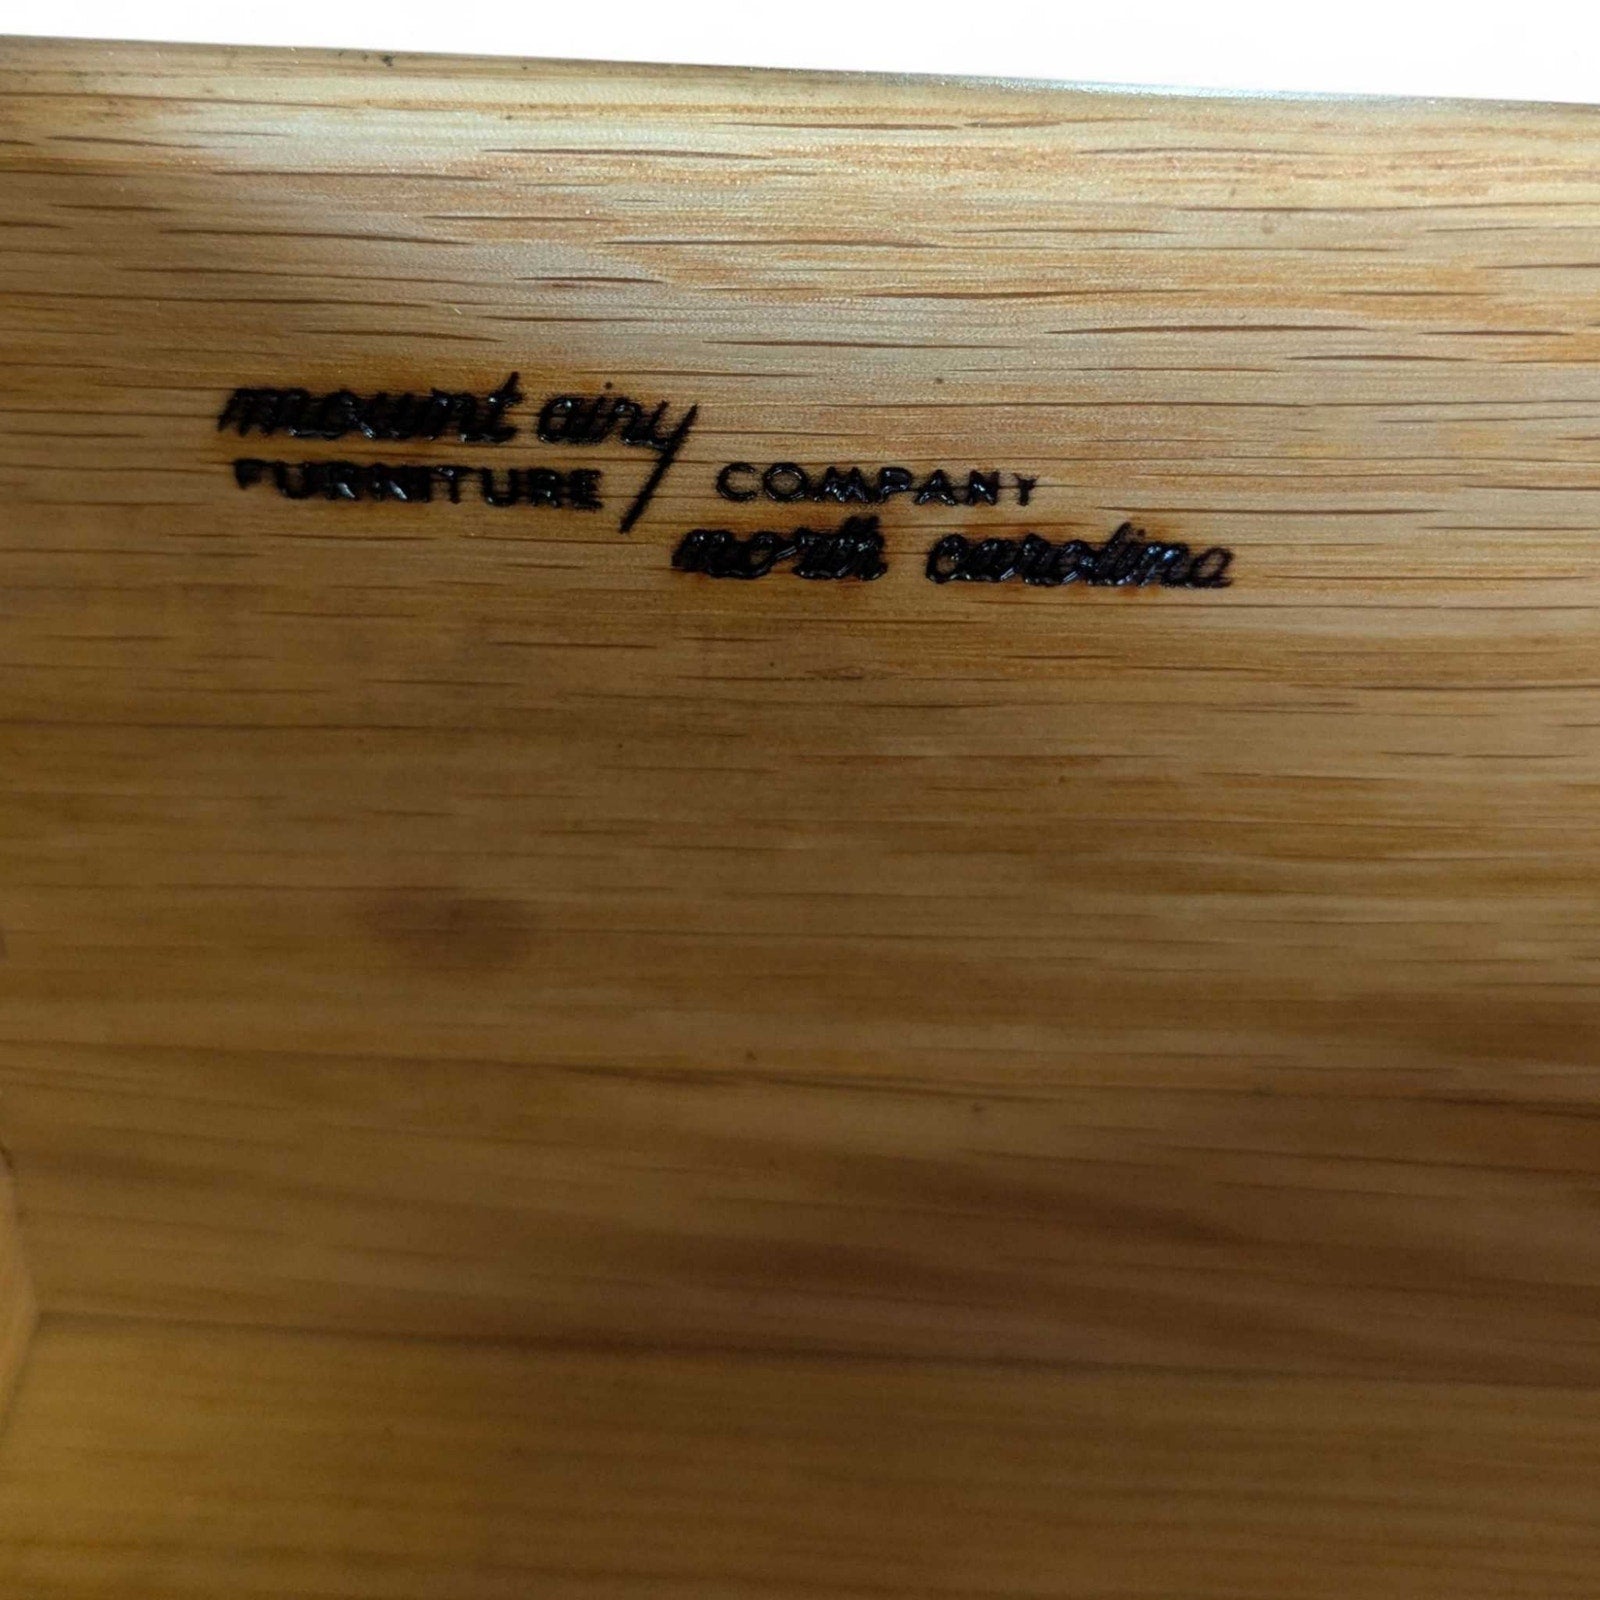 mount airy
FURNITURE COMPANY
north carolina